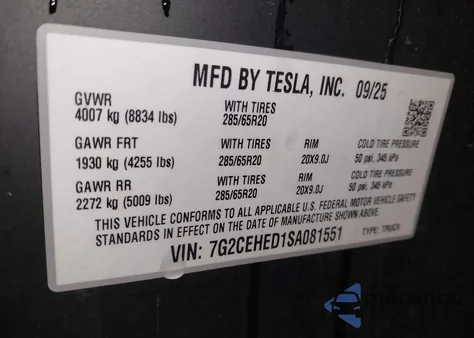 MFD BY TESLA, INC. 09/25
GVWR WITH TIRES
4007 kg (8834 lbs) 285/65R20
GAWR FRT WITH TIRES RIM COLD TIRE PRESSURE
1930 kg (4255 lbs) 285/65R20 20X9.0J 50 psi, 345 kPa
GAWR RR WITH TIRES RIM COLD TIRE PRESSURE
2272 kg (5009 lbs) 285/65R20 20X9.0J 50 psi, 345 kPa
THIS VEHICLE CONFORMS TO ALL APPLICABLE U.S. FEDERAL MOTOR VEHICLE SAFETY
STANDARDS IN EFFECT ON THE DATE OF MANUFACTURE SHOWN ABOVE.
VIN: 7G2CEHED1SA081551 TYPE: TRUCK
autoSnap